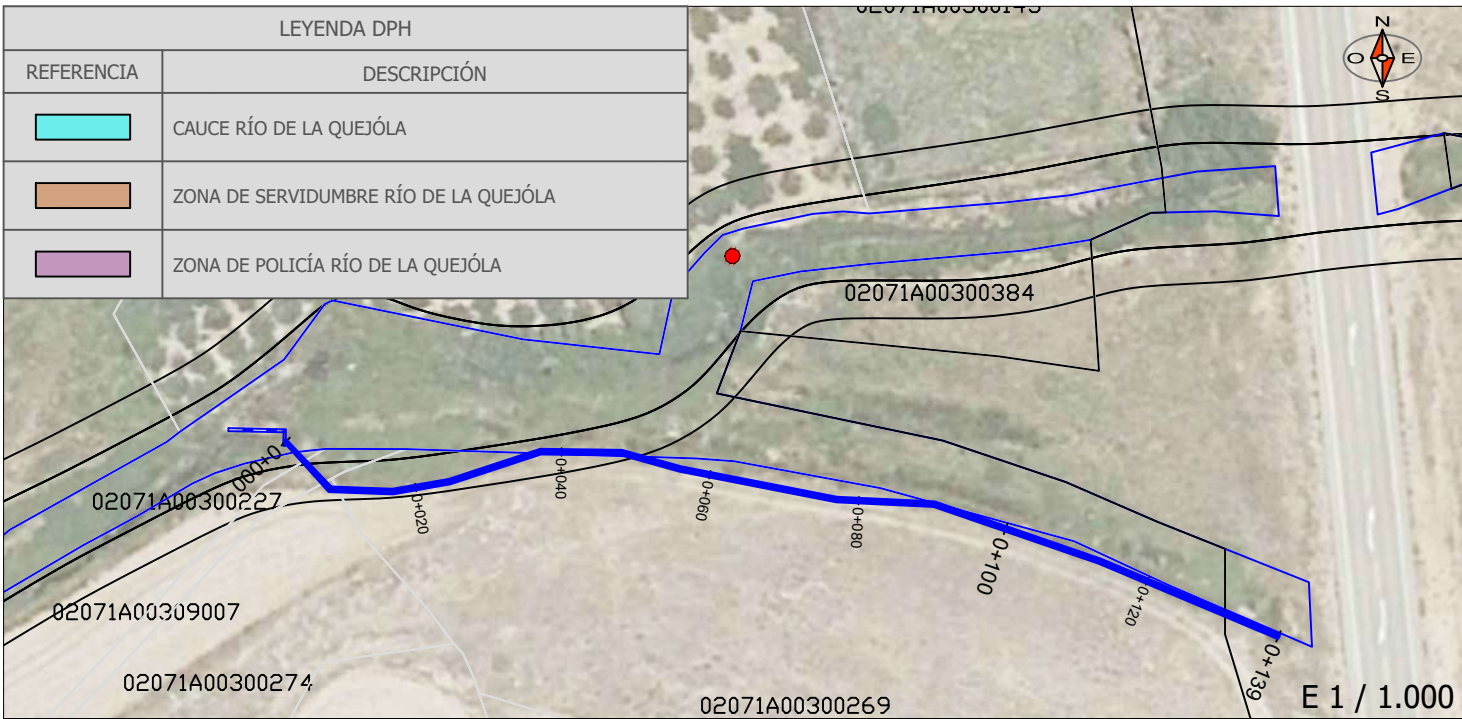 LEYENDA DPH
REFERENCIA
DESCRIPCIÓN
CAUCE RÍO DE LA QUEJÓLA
ZONA DE SERVIDUMBRE RÍO DE LA QUEJÓLA
ZONA DE POLICÍA RÍO DE LA QUEJÓLA
N
O
E
S
02071A00300384
0+000
02071A00300227
0+020
0+040
0+060
0+080
0+100
0+120
0+139
02071A00309007
02071A00300274
02071A00300269
E 1 / 1.000